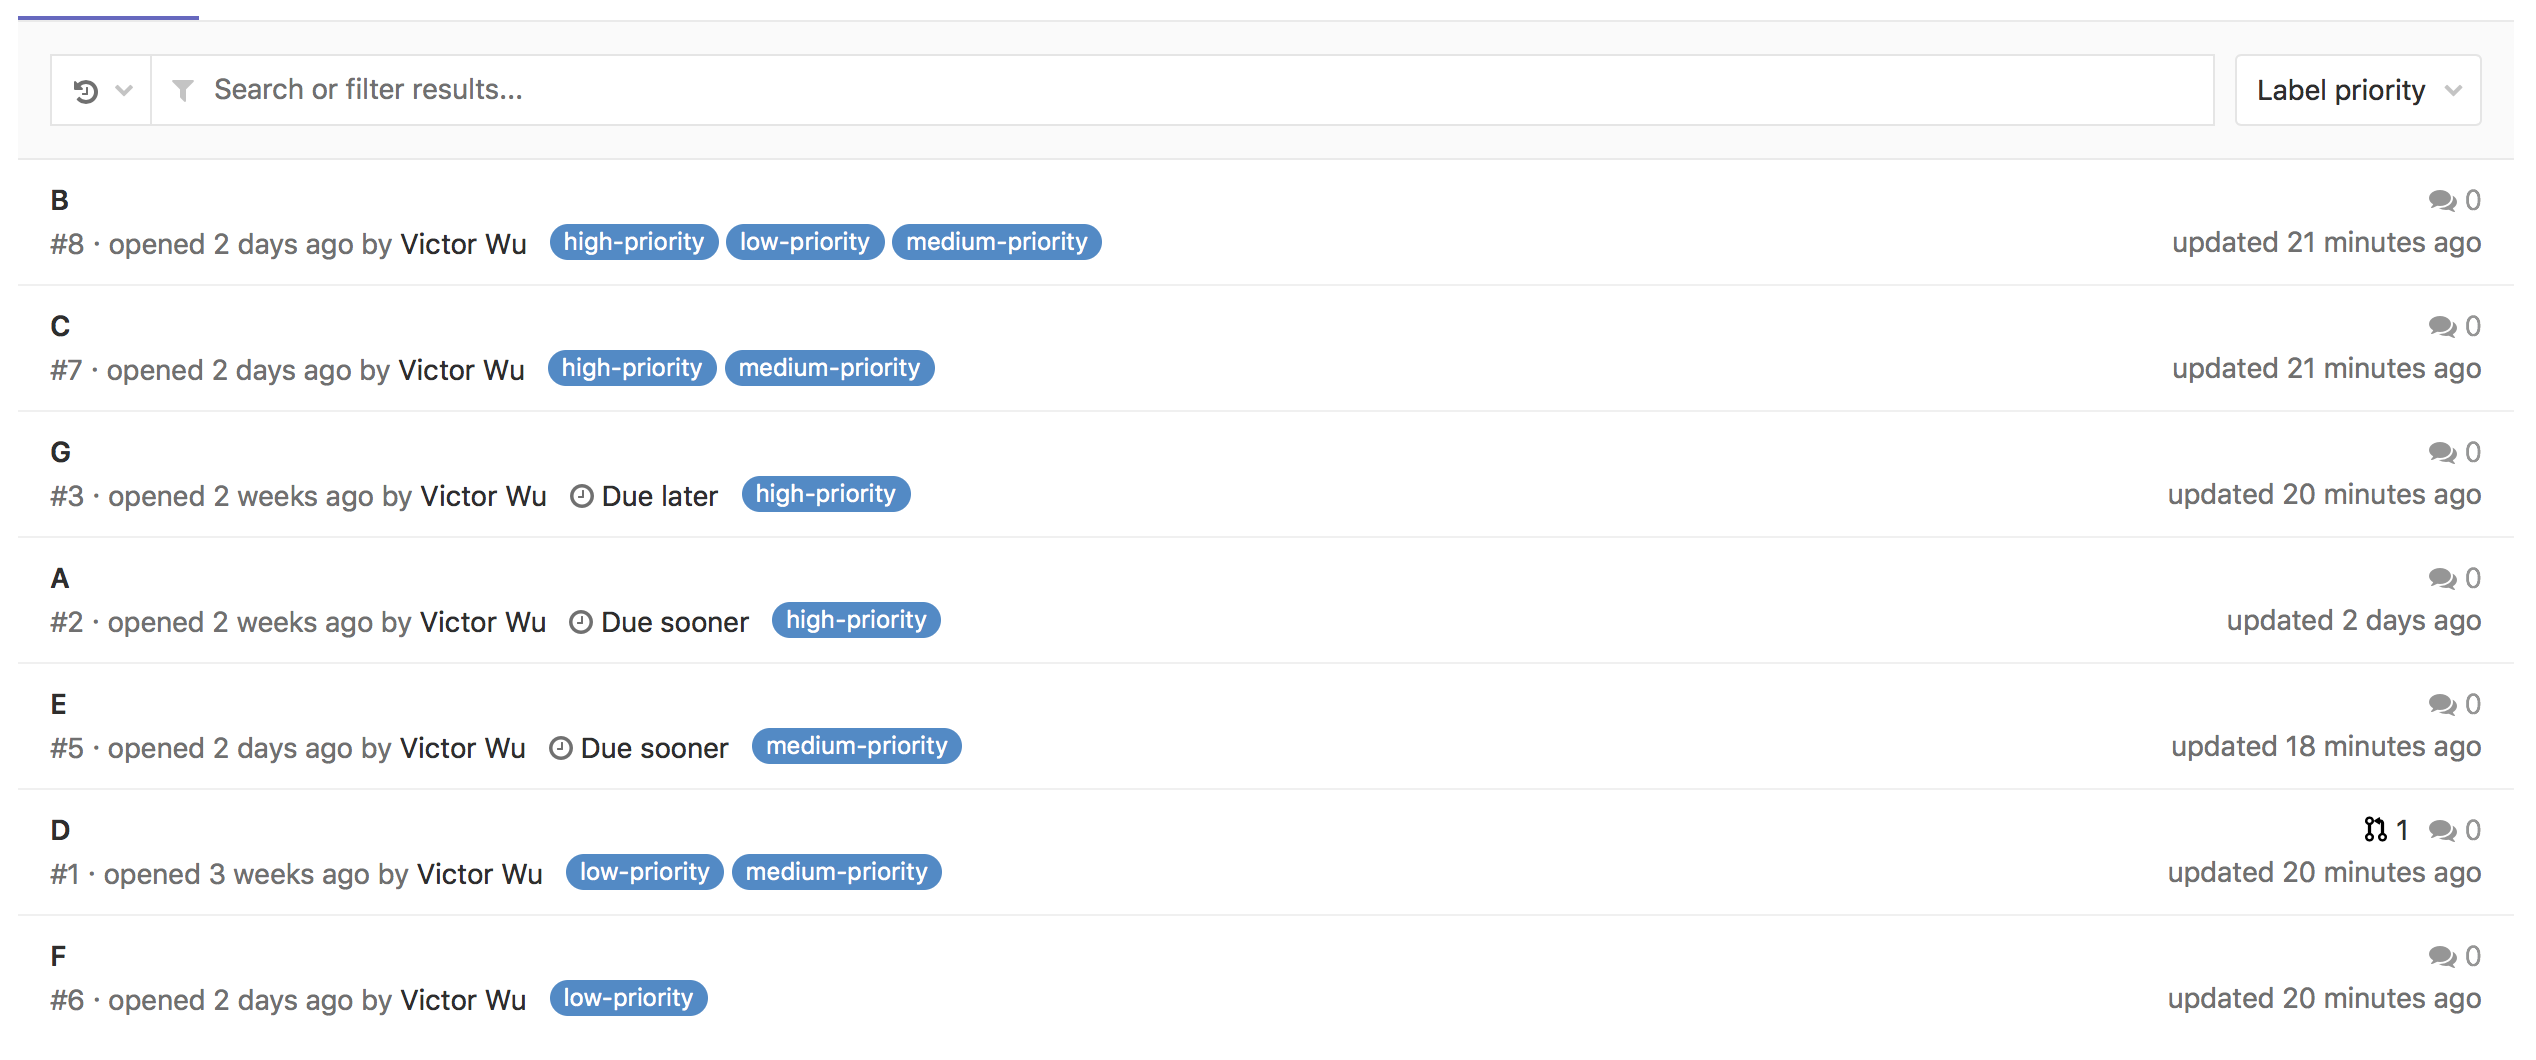 Search or filter results...
Label priority
B
0
#8 · opened 2 days ago by Victor Wu high-priority low-priority medium-priority
updated 21 minutes ago
C
0
#7 · opened 2 days ago by Victor Wu high-priority medium-priority
updated 21 minutes ago
G
0
#3 · opened 2 weeks ago by Victor Wu Due later high-priority
updated 20 minutes ago
A
0
#2 · opened 2 weeks ago by Victor Wu Due sooner high-priority
updated 2 days ago
E
0
#5 · opened 2 days ago by Victor Wu Due sooner medium-priority
updated 18 minutes ago
D
1 0
#1 · opened 3 weeks ago by Victor Wu low-priority medium-priority
updated 20 minutes ago
F
0
#6 · opened 2 days ago by Victor Wu low-priority
updated 20 minutes ago